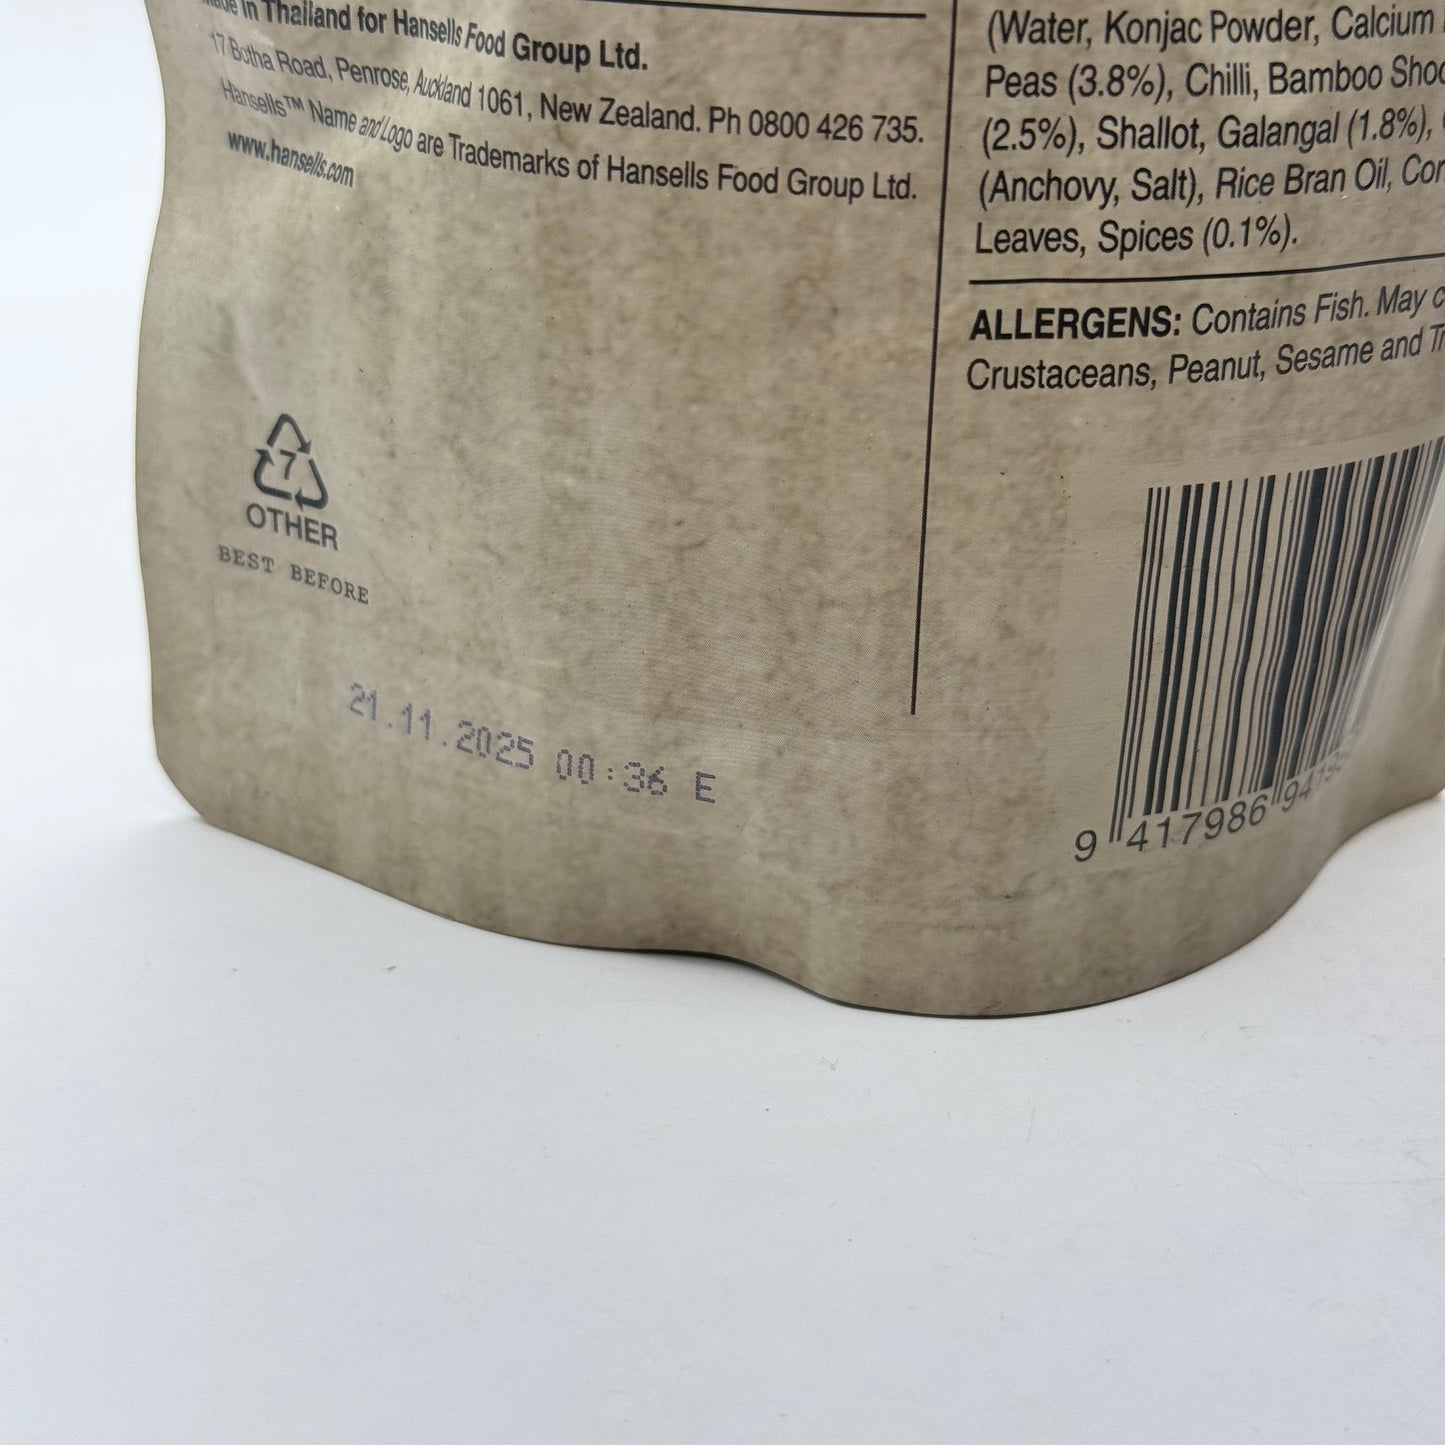 Made in Thailand for Hansells Food Group Ltd.
17 Botha Road, Penrose, Auckland 1061, New Zealand. Ph 0800 426 735.
Hansells™ Name and Logo are Trademarks of Hansells Food Group Ltd.
www.hansells.com
7
OTHER
BEST BEFORE
21.11.2025 00:36 E
(Water, Konjac Powder, Calcium
Peas (3.8%), Chilli, Bamboo
(2.5%), Shallot, Galangal (1.8%),
(Anchovy, Salt), Rice Bran Oil,
Leaves, Spices (0.1%).
ALLERGENS: Contains Fish. May
Crustaceans, Peanut, Sesame and
9 417986